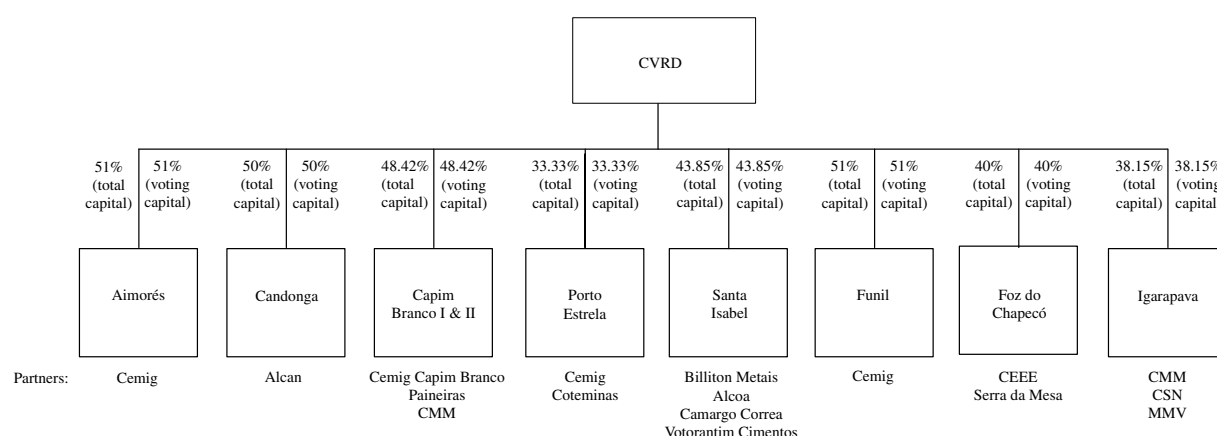 CVRD
51%
(total
capital)
51%
(voting
capital)
50%
(total
capital)
50%
(voting
capital)
48.42%
(total
capital)
48.42%
(voting
capital)
33.33%
(total
capital)
33.33%
(voting
capital)
43.85%
(total
capital)
43.85%
(voting
capital)
51%
(total
capital)
51%
(voting
capital)
40%
(total
capital)
40%
(voting
capital)
38.15%
(total
capital)
38.15%
(voting
capital)
Aimorés
Candonga
Capim
Branco I & II
Porto
Estrela
Santa
Isabel
Funil
Foz do
Chapecó
Igarapava
Partners:
Cemig
Alcan
Cemig Capim Branco
Paineiras
CMM
Cemig
Coteminas
Billiton Metais
Alcoa
Camargo Correa
Votorantim Cimentos
Cemig
CEEE
Serra da Mesa
CMM
CSN
MMV